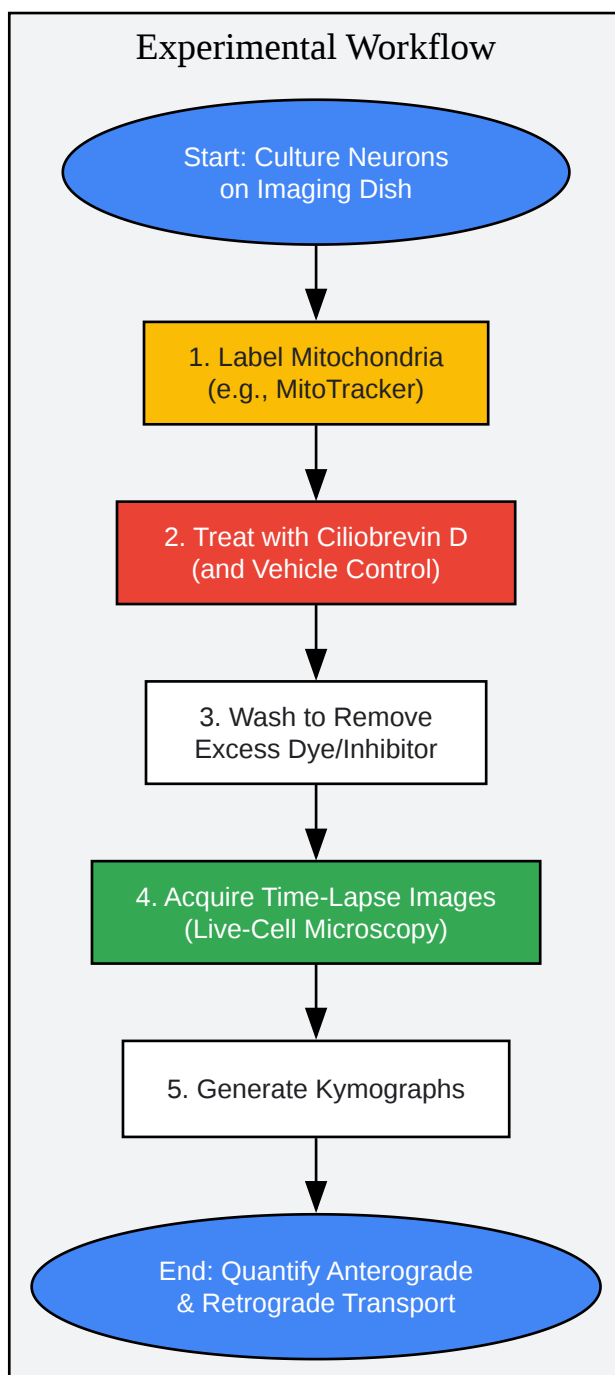 Experimental Workflow
Start: Culture Neurons
on Imaging Dish
1. Label Mitochondria
(e.g., MitoTracker)
2. Treat with Ciliobrevin D
(and Vehicle Control)
3. Wash to Remove
Excess Dye/Inhibitor
4. Acquire Time-Lapse Images
(Live-Cell Microscopy)
5. Generate Kymographs
End: Quantify Anterograde
& Retrograde Transport